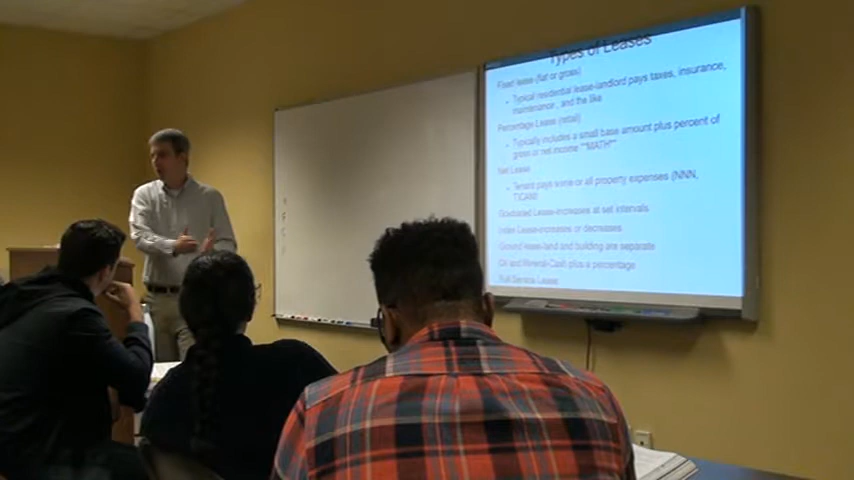 Types of Leases
Fixed lease (flat or gross)
- Typical residential lease-landlord pays taxes, insurance,
maintenance, and the like
Percentage Lease (retail)
- Typically includes a small base amount plus percent of
gross or net income **MATH**
Net Lease
- Tenant pays some or all property expenses (NNN,
TICAM)
Graduated Lease-increases at set intervals
Index Lease-increases or decreases
Ground lease-land and building are separate
Oil and Mineral-Cash plus a percentage
Full Service Lease